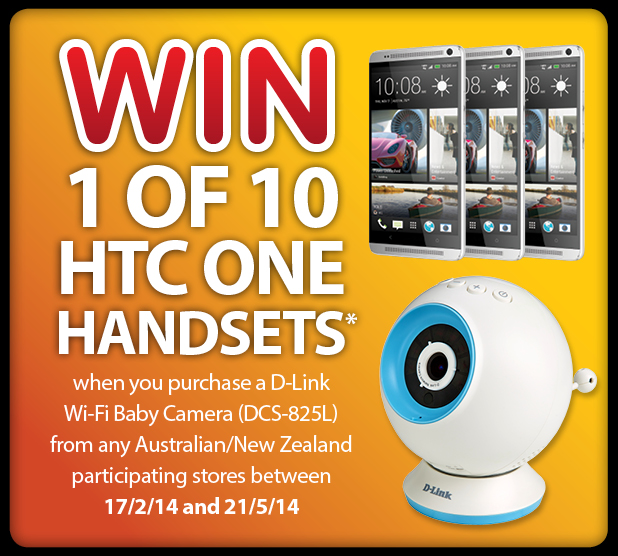 WIN
1 OF 10
HTC ONE
HANDSETS*
when you purchase a D-Link
Wi-Fi Baby Camera (DCS-825L)
from any Australian/New Zealand
participating stores between
17/2/14 and 21/5/14
10:08
D-Link